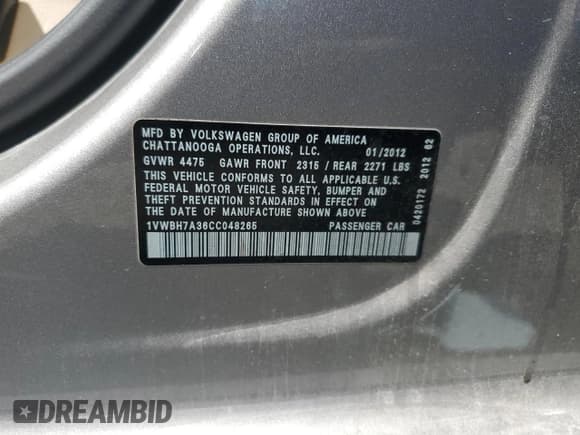 MFD BY VOLKSWAGEN GROUP OF AMERICA
CHATTANOOGA OPERATIONS, LLC. 01/2012
GVWR 4475 GAWR FRONT 2315 / REAR 2271 LBS
THIS VEHICLE CONFORMS TO ALL APPLICABLE U.S.
FEDERAL MOTOR VEHICLE SAFETY, BUMPER AND
THEFT PREVENTION STANDARDS IN EFFECT ON
THE DATE OF MANUFACTURE SHOWN ABOVE
1VWBH7A36CC048265 PASSENGER CAR
0420172 2012 62
DREAMBID